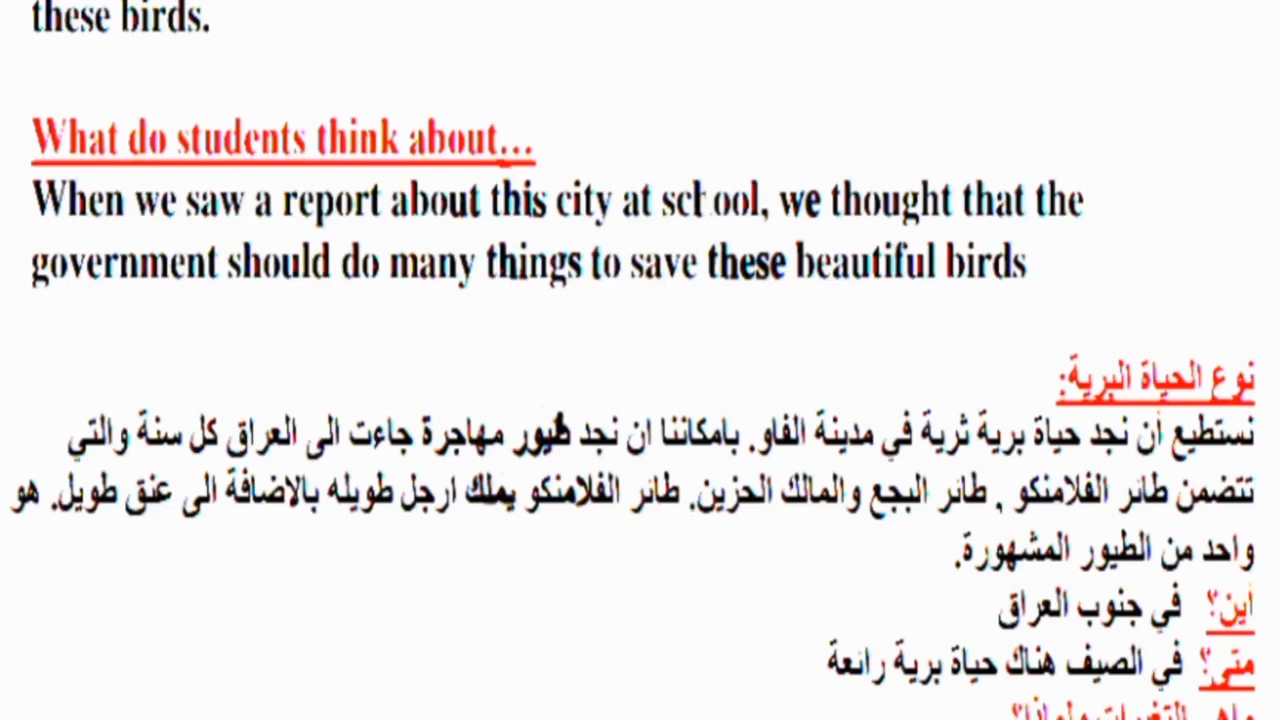 these birds.
What do students think about...
When we saw a report about this city at school, we thought that the
government should do many things to save these beautiful birds
نوع الحياة البرية:
نستطيع أن نجد حياة برية ثرية في مدينة الفاو. بامكاننا ان نجد طيور مهاجرة جاءت الى العراق كل سنة والتي
تتضمن طائر الفلامنكو , طائر البجع والمالك الحزين. طائر الفلامنكو يملك ارجل طويله بالاضافة الى عنق طويل. هو
واحد من الطيور المشهورة.
أين؟ في جنوب العراق
متى؟ في الصيف هناك حياة برية رائعة